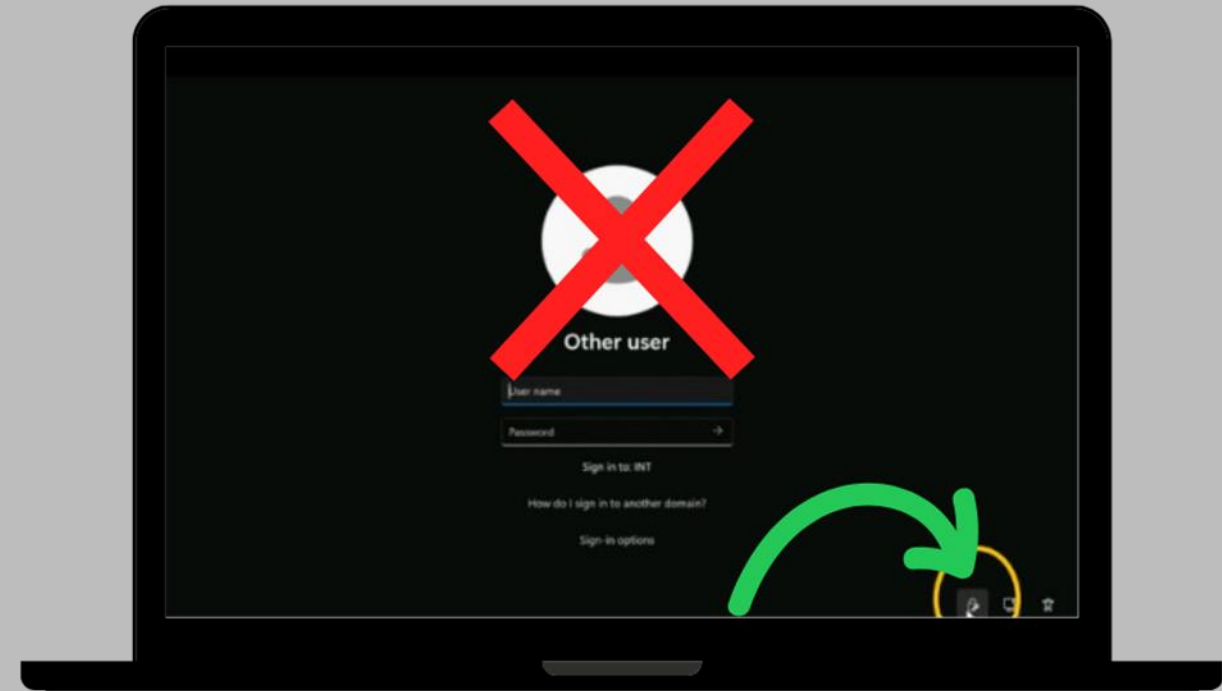 Other user
User name
Password
Sign in to: INT
How do I sign in to another domain?
Sign-in options